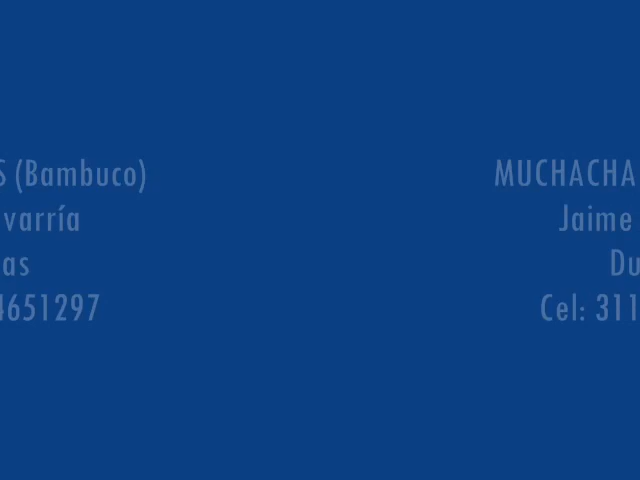 S (Bambuco)
varría
as
4651297
MUCHACHA
Jaime
Du
Cel: 311